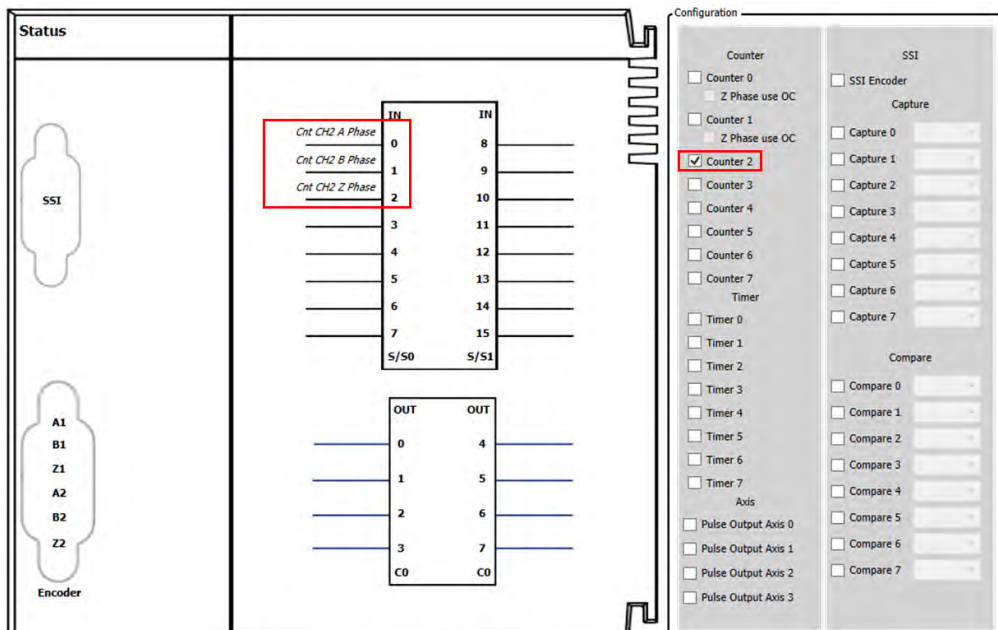 Status
SSI
A1
B1
Z1
A2
B2
Z2
Encoder
IN IN
Cnt CH2 A Phase
0 8
Cnt CH2 B Phase
1 9
Cnt CH2 Z Phase
2 10
3 11
4 12
5 13
6 14
7 15
S/S0 S/S1
OUT OUT
0 4
1 5
2 6
3 7
C0 C0
Configuration
Counter
Counter 0
Z Phase use OC
Counter 1
Z Phase use OC
Counter 2
Counter 3
Counter 4
Counter 5
Counter 6
Counter 7
Timer
Timer 0
Timer 1
Timer 2
Timer 3
Timer 4
Timer 5
Timer 6
Timer 7
Axis
Pulse Output Axis 0
Pulse Output Axis 1
Pulse Output Axis 2
Pulse Output Axis 3
SSI
SSI Encoder
Capture
Capture 0
Capture 1
Capture 2
Capture 3
Capture 4
Capture 5
Capture 6
Capture 7
Compare
Compare 0
Compare 1
Compare 2
Compare 3
Compare 4
Compare 5
Compare 6
Compare 7